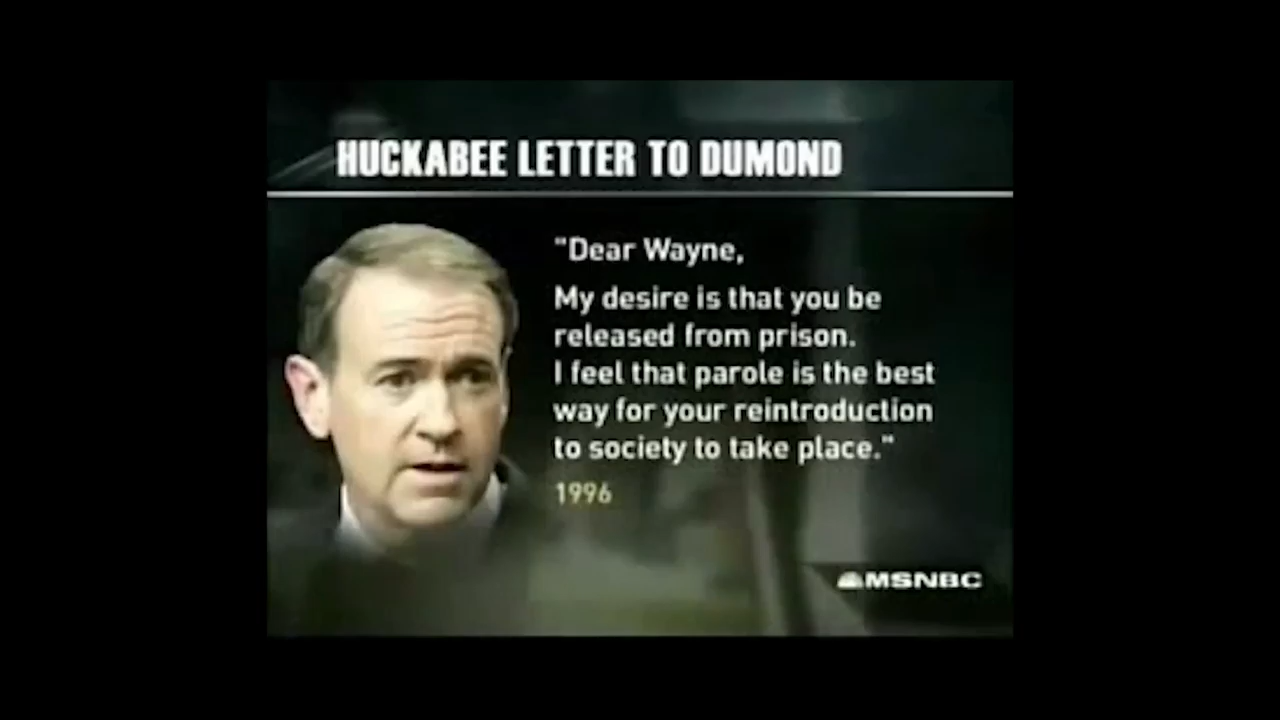 HUCKABEE LETTER TO DUMOND
"Dear Wayne,
My desire is that you be
released from prison.
I feel that parole is the best
way for your reintroduction
to society to take place."
1996
MSNBC